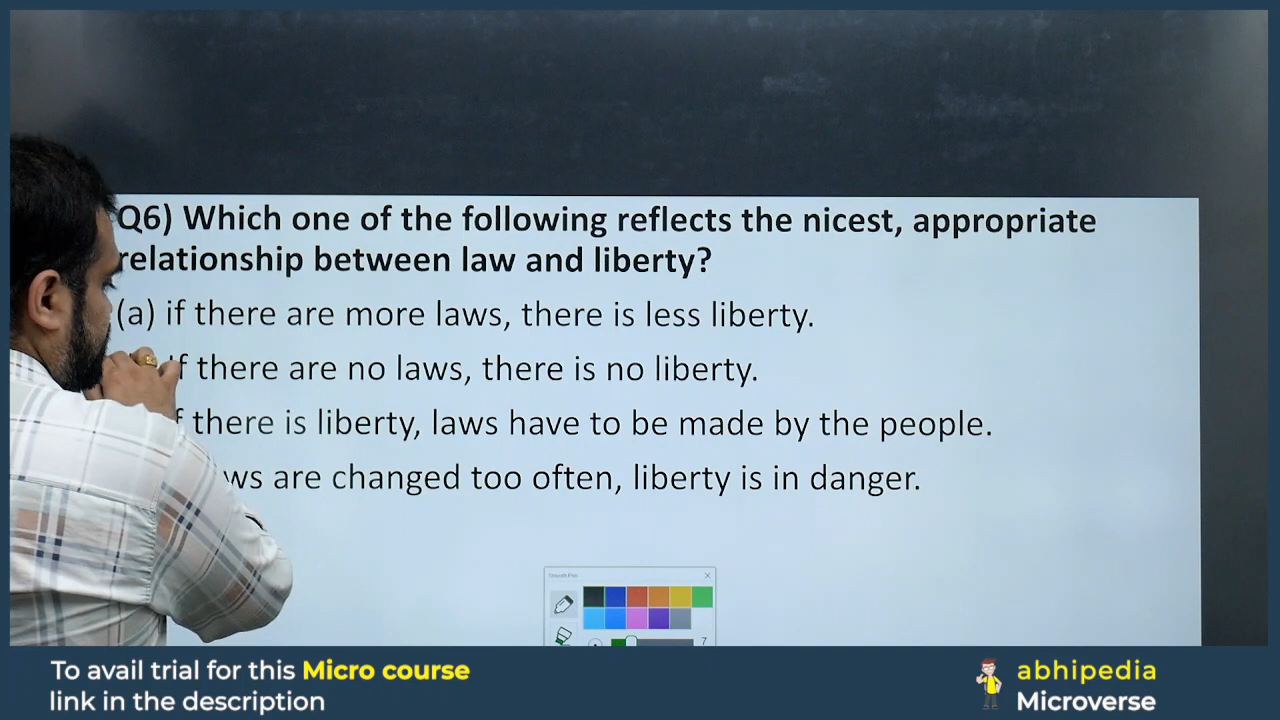 Q6) Which one of the following reflects the nicest, appropriate
relationship between law and liberty?
(a) if there are more laws, there is less liberty.
there are no laws, there is no liberty.
there is liberty, laws have to be made by the people.
are changed too often, liberty is in danger.
7
To avail trial for this Micro course
link in the description
abhipedia
Microverse